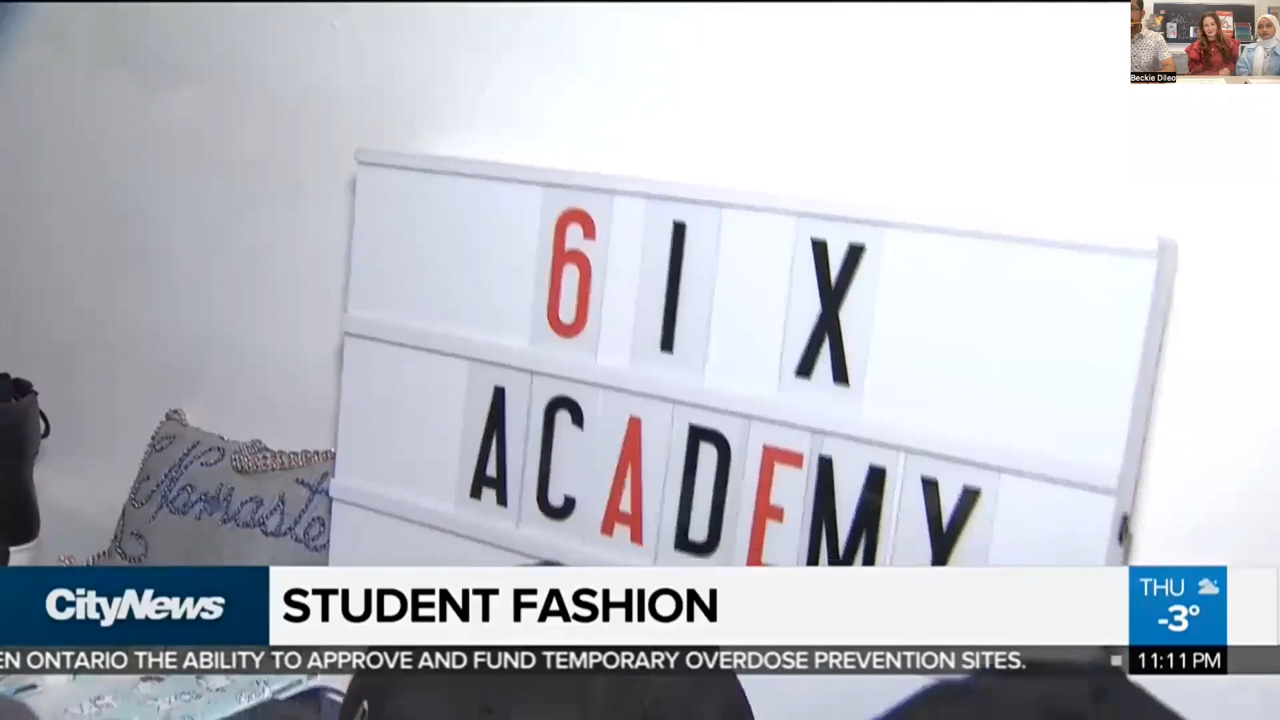 Beckie Dileo
6IX
ACADEMY
Namaste
CityNews
STUDENT FASHION
THU
-3°
EN ONTARIO THE ABILITY TO APPROVE AND FUND TEMPORARY OVERDOSE PREVENTION SITES.
11:11 PM